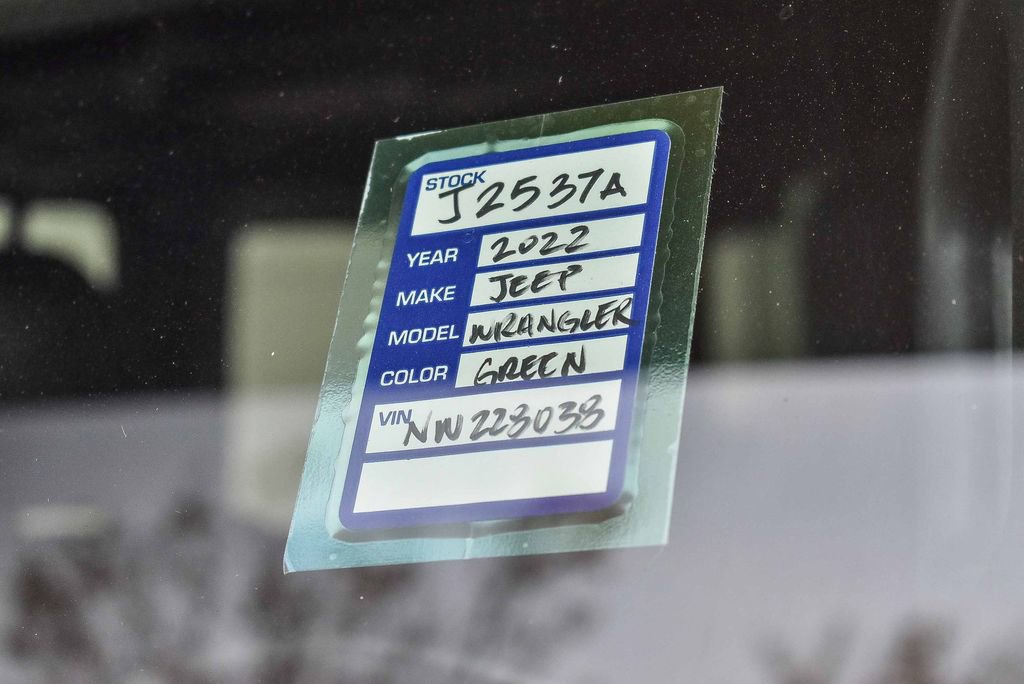 STOCK J2537A
YEAR 2022
MAKE JEEP
MODEL WRANGLER
COLOR GREEN
VIN NW228038